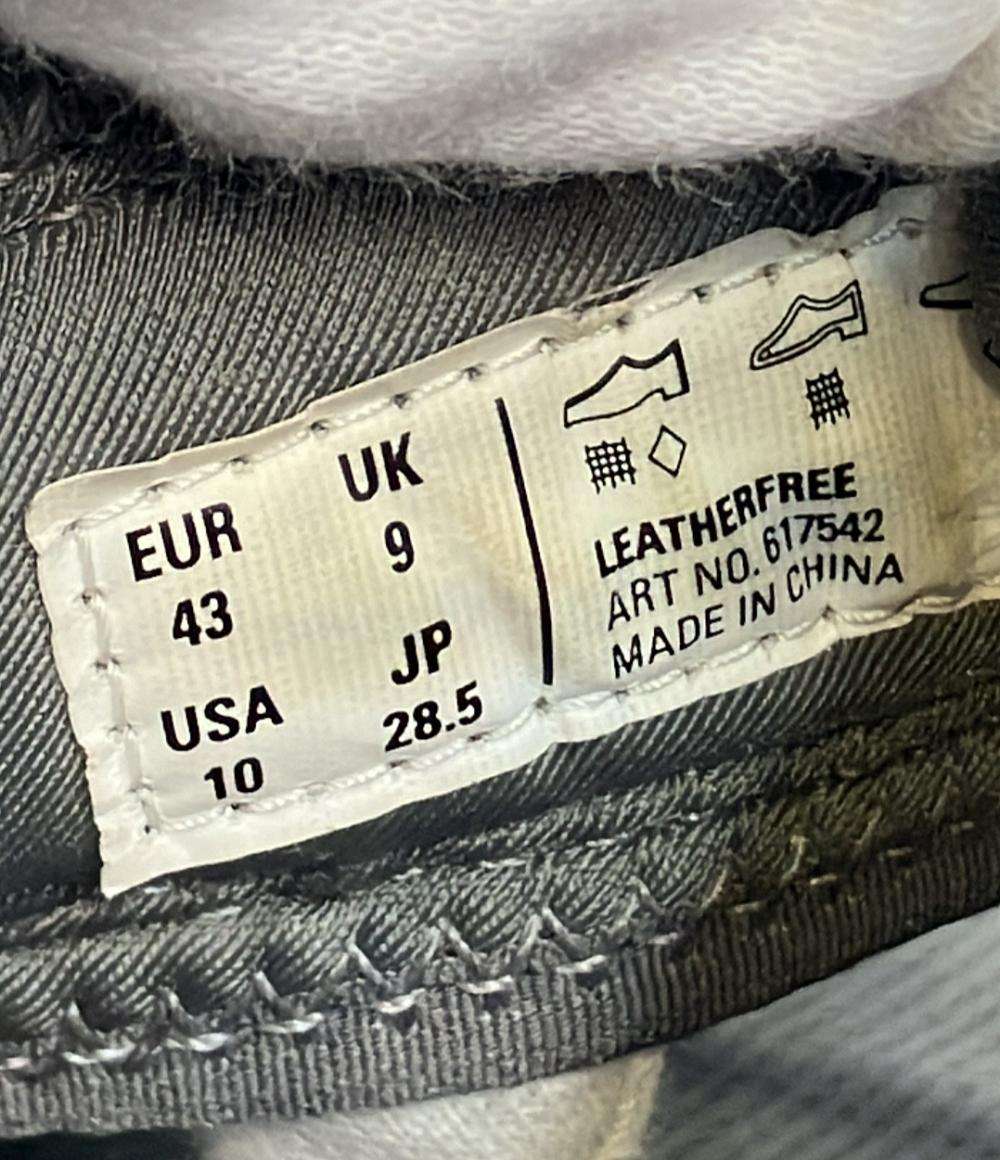 EUR
43
UK
9
USA
10
JP
28.5
LEATHERFREE
ART NO. 617542
MADE IN CHINA